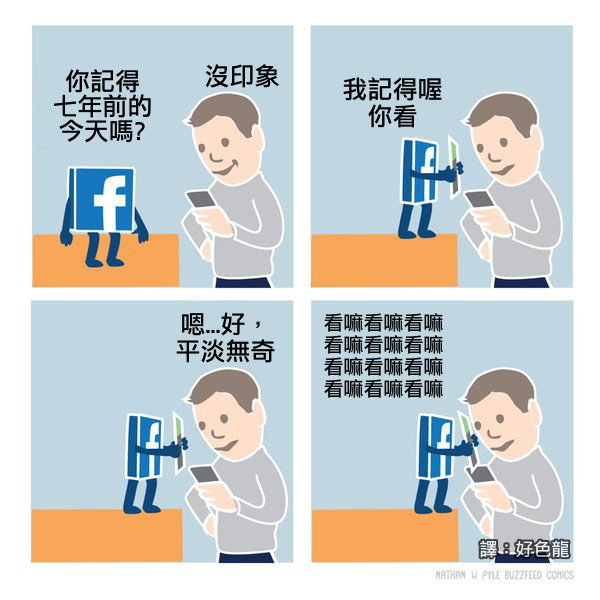 你記得
七年前的
今天嗎?
沒印象
我記得喔
你看
嗯...好，
平淡無奇
看嘛看嘛看嘛
看嘛看嘛看嘛
看嘛看嘛看嘛
看嘛看嘛看嘛
譯：好色龍
NATHAN W PYLE BUZZFEED COMICS